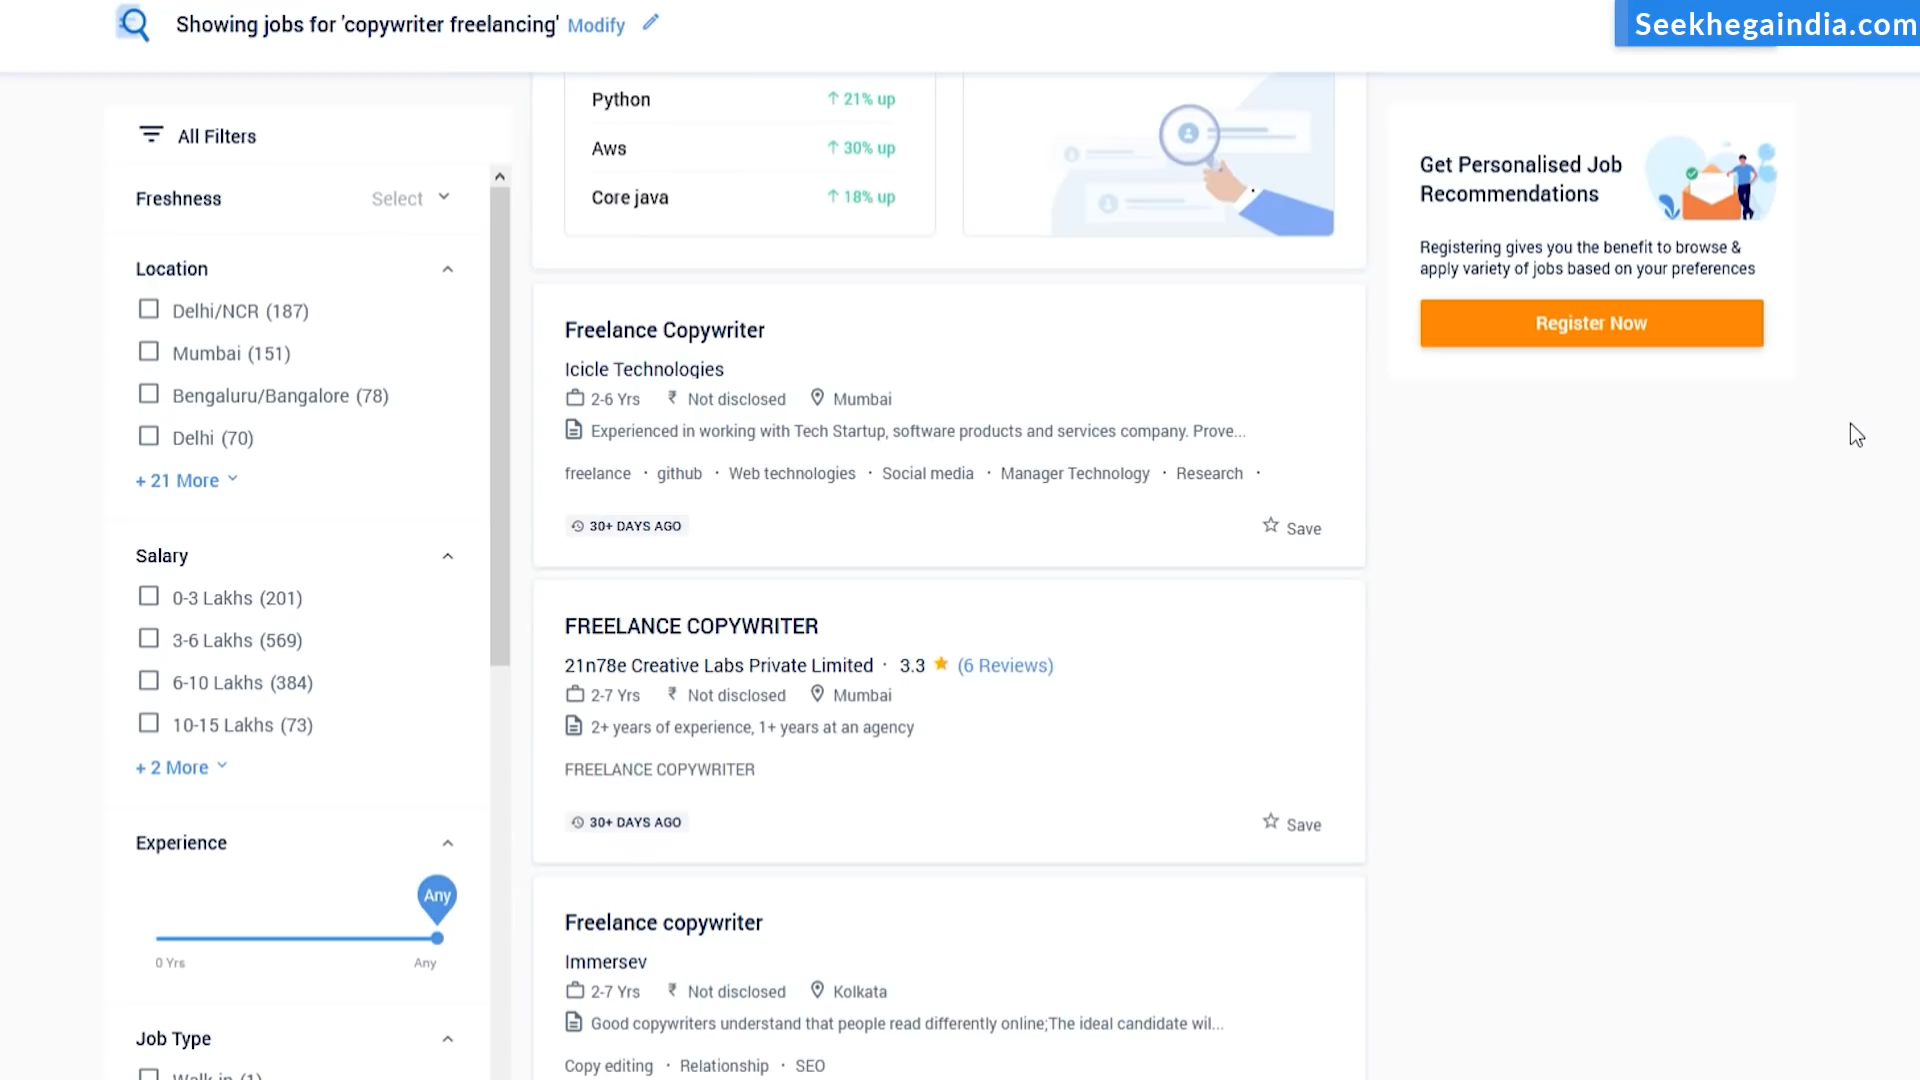 Showing jobs for 'copywriter freelancing' Modify
Seekhegaindia.com
All Filters
Freshness Select
Location
Delhi/NCR (187)
Mumbai (151)
Bengaluru/Bangalore (78)
Delhi (70)
+ 21 More
Salary
0-3 Lakhs (201)
3-6 Lakhs (569)
6-10 Lakhs (384)
10-15 Lakhs (73)
+ 2 More
Experience
Any
0 Yrs Any
Job Type
Walk-in (1)
Python ↑ 21% up
Aws ↑ 30% up
Core java ↑ 18% up
Freelance Copywriter
Icicle Technologies
2-6 Yrs ₹ Not disclosed Mumbai
Experienced in working with Tech Startup, software products and services company. Prove...
freelance · github · Web technologies · Social media · Manager Technology · Research ·
30+ DAYS AGO Save
FREELANCE COPYWRITER
21n78e Creative Labs Private Limited · 3.3 ★ (6 Reviews)
2-7 Yrs ₹ Not disclosed Mumbai
2+ years of experience, 1+ years at an agency
FREELANCE COPYWRITER
30+ DAYS AGO Save
Freelance copywriter
Immersev
2-7 Yrs ₹ Not disclosed Kolkata
Good copywriters understand that people read differently online;The ideal candidate wil...
Copy editing · Relationship · SEO
Get Personalised Job
Recommendations
Registering gives you the benefit to browse &
apply variety of jobs based on your preferences
Register Now